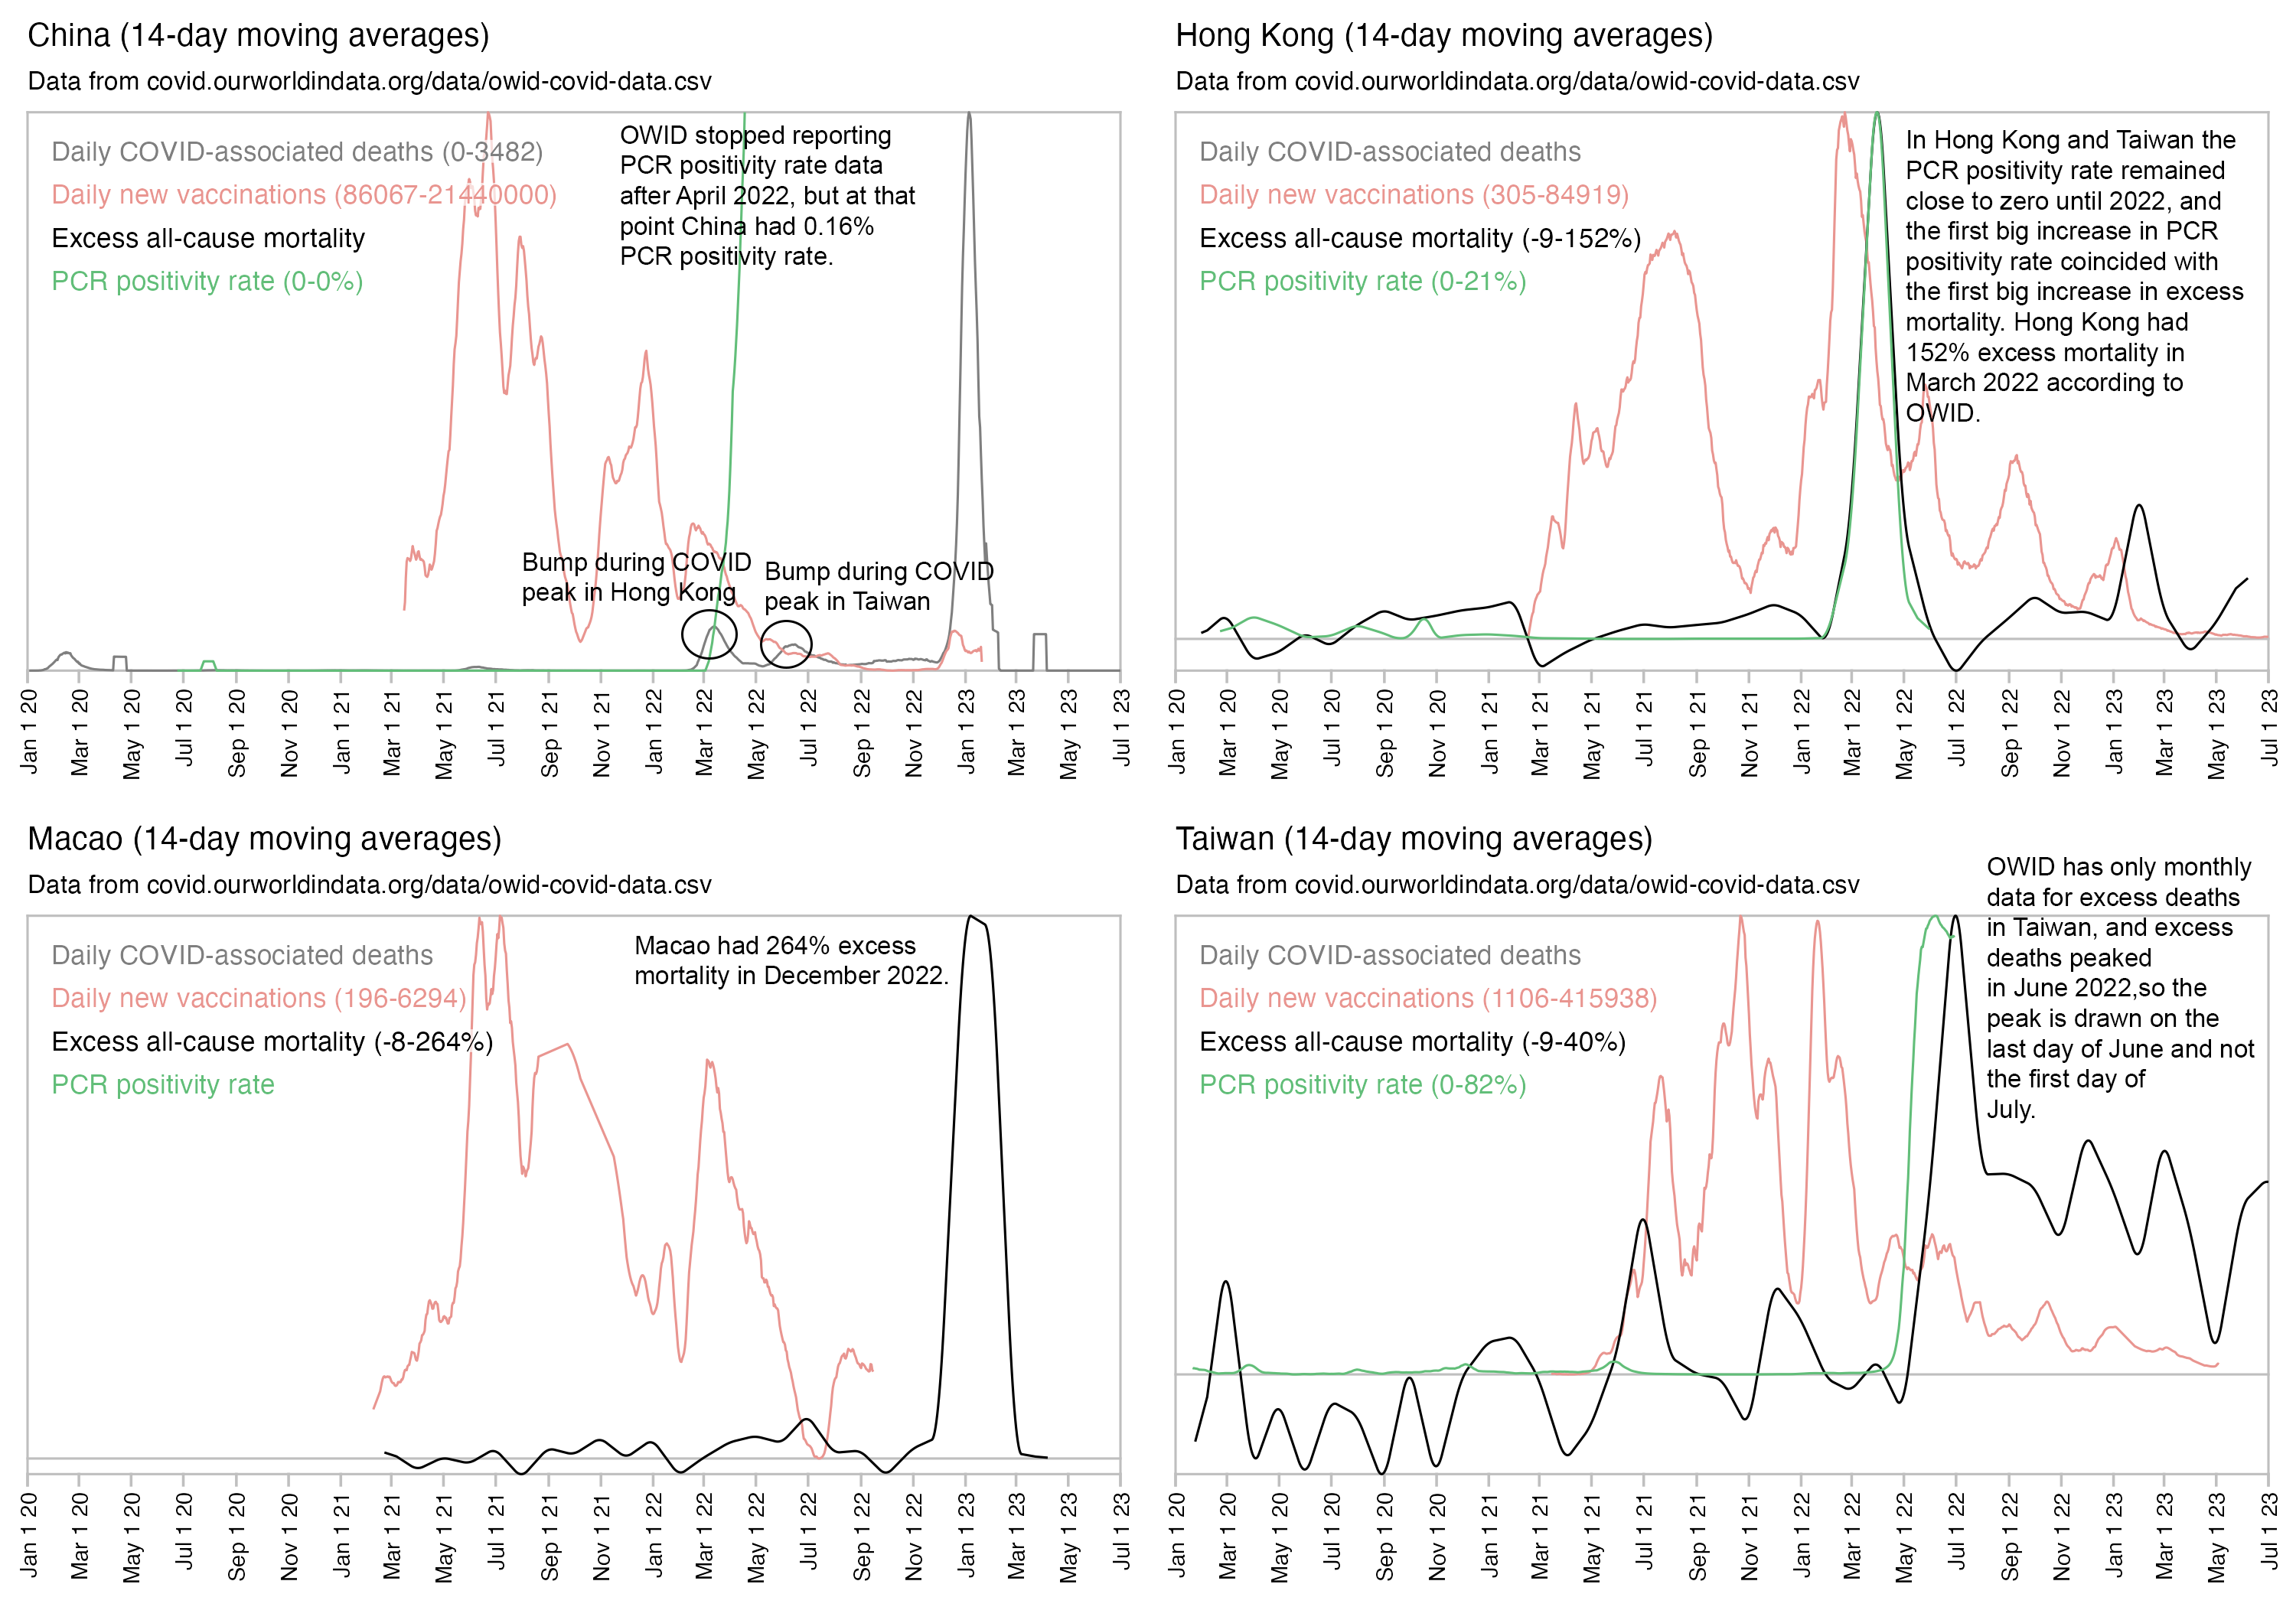 China (14-day moving averages)
Data from covid.ourworldindata.org/data/owid-covid-data.csv
Daily COVID-associated deaths (0-3482)
Daily new vaccinations (86067-21440000)
Excess all-cause mortality
PCR positivity rate (0-0%)
OWID stopped reporting
PCR positivity rate data
after April 2022, but at that
point China had 0.16%
PCR positivity rate.
Bump during COVID
peak in Hong Kong
Bump during COVID
peak in Taiwan
Jan 1 20
Mar 1 20
May 1 20
Jul 1 20
Sep 1 20
Nov 1 20
Jan 1 21
Mar 1 21
May 1 21
Jul 1 21
Sep 1 21
Nov 1 21
Jan 1 22
Mar 1 22
May 1 22
Jul 1 22
Sep 1 22
Nov 1 22
Jan 1 23
Mar 1 23
May 1 23
Jul 1 23
Hong Kong (14-day moving averages)
Data from covid.ourworldindata.org/data/owid-covid-data.csv
Daily COVID-associated deaths
Daily new vaccinations (305-84919)
Excess all-cause mortality (-9-152%)
PCR positivity rate (0-21%)
In Hong Kong and Taiwan the
PCR positivity rate remained
close to zero until 2022, and
the first big increase in PCR
positivity rate coincided with
the first big increase in excess
mortality. Hong Kong had
152% excess mortality in
March 2022 according to
OWID.
Jan 1 20
Mar 1 20
May 1 20
Jul 1 20
Sep 1 20
Nov 1 20
Jan 1 21
Mar 1 21
May 1 21
Jul 1 21
Sep 1 21
Nov 1 21
Jan 1 22
Mar 1 22
May 1 22
Jul 1 22
Sep 1 22
Nov 1 22
Jan 1 23
Mar 1 23
May 1 23
Jul 1 23
Macao (14-day moving averages)
Data from covid.ourworldindata.org/data/owid-covid-data.csv
Daily COVID-associated deaths
Daily new vaccinations (196-6294)
Excess all-cause mortality (-8-264%)
PCR positivity rate
Macao had 264% excess
mortality in December 2022.
Jan 1 20
Mar 1 20
May 1 20
Jul 1 20
Sep 1 20
Nov 1 20
Jan 1 21
Mar 1 21
May 1 21
Jul 1 21
Sep 1 21
Nov 1 21
Jan 1 22
Mar 1 22
May 1 22
Jul 1 22
Sep 1 22
Nov 1 22
Jan 1 23
Mar 1 23
May 1 23
Jul 1 23
Taiwan (14-day moving averages)
Data from covid.ourworldindata.org/data/owid-covid-data.csv
Daily COVID-associated deaths
Daily new vaccinations (1106-415938)
Excess all-cause mortality (-9-40%)
PCR positivity rate (0-82%)
OWID has only monthly
data for excess deaths
in Taiwan, and excess
deaths peaked
in June 2022,so the
peak is drawn on the
last day of June and not
the first day of
July.
Jan 1 20
Mar 1 20
May 1 20
Jul 1 20
Sep 1 20
Nov 1 20
Jan 1 21
Mar 1 21
May 1 21
Jul 1 21
Sep 1 21
Nov 1 21
Jan 1 22
Mar 1 22
May 1 22
Jul 1 22
Sep 1 22
Nov 1 22
Jan 1 23
Mar 1 23
May 1 23
Jul 1 23